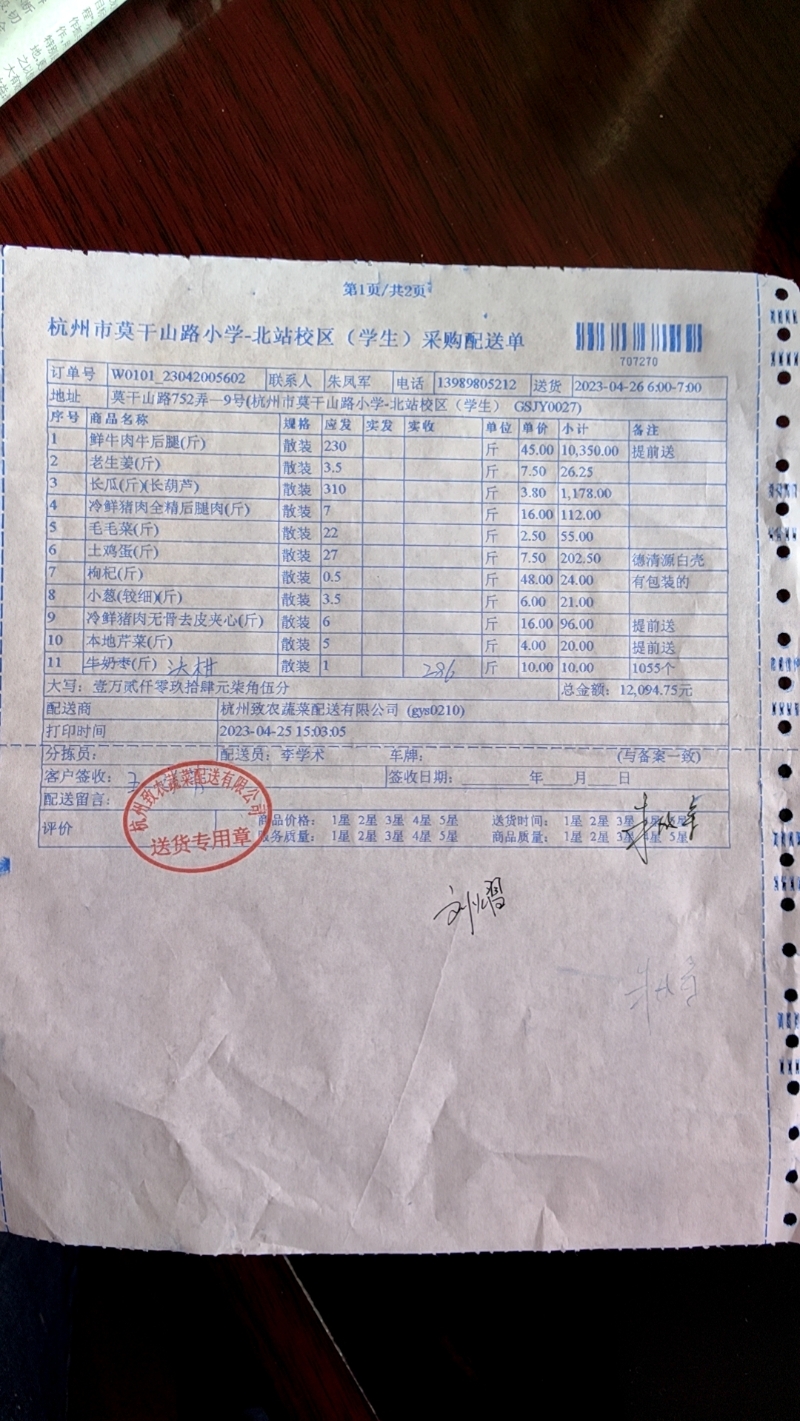 第1页/共2页
杭州市莫干山路小学-北站校区（学生）采购配送单
707270
订单号 W0101_23042005602 联系人 朱凤军 电话 13989805212 送货 2023-04-26 6:00-7:00
地址 莫干山路752弄一9号(杭州市莫干山路小学-北站校区（学生） GSJY0027)
序号 商品名称 规格 应发 实发 实收 单位 单价 小计 备注
1 鲜牛肉牛后腿(斤) 散装 230 斤 45.00 10,350.00 提前送
2 老生姜(斤) 散装 3.5 斤 7.50 26.25
3 长瓜(斤)(长葫芦) 散装 310 斤 3.80 1,178.00
4 冷鲜猪肉全精后腿肉(斤) 散装 7 斤 16.00 112.00
5 毛毛菜(斤) 散装 22 斤 2.50 55.00
6 土鸡蛋(斤) 散装 27 斤 7.50 202.50 德清源白壳
7 枸杞(斤) 散装 0.5 斤 48.00 24.00 有包装的
8 小葱(较细)(斤) 散装 3.5 斤 6.00 21.00
9 冷鲜猪肉无骨去皮夹心(斤) 散装 6 斤 16.00 96.00 提前送
10 本地芹菜(斤) 散装 5 斤 4.00 20.00 提前送
11 牛奶枣(斤) 散装 1 286 斤 10.00 10.00 1055个
大写：壹万贰仟零玖拾肆元柒角伍分 总金额：12,094.75元
配送商 杭州致农蔬菜配送有限公司 (gys0210)
打印时间 2023-04-25 15:03:05
分拣员： 配送员：李学术 车牌： (与备案一致)
客户签收： 签收日期： 年 月 日
配送留言：
评价 商品价格： 1星 2星 3星 4星 5星 送货时间： 1星 2星 3星 4星 5星
服务质量： 1星 2星 3星 4星 5星 商品质量： 1星 2星 3星 4星 5星
杭州致农蔬菜配送有限公司
送货专用章